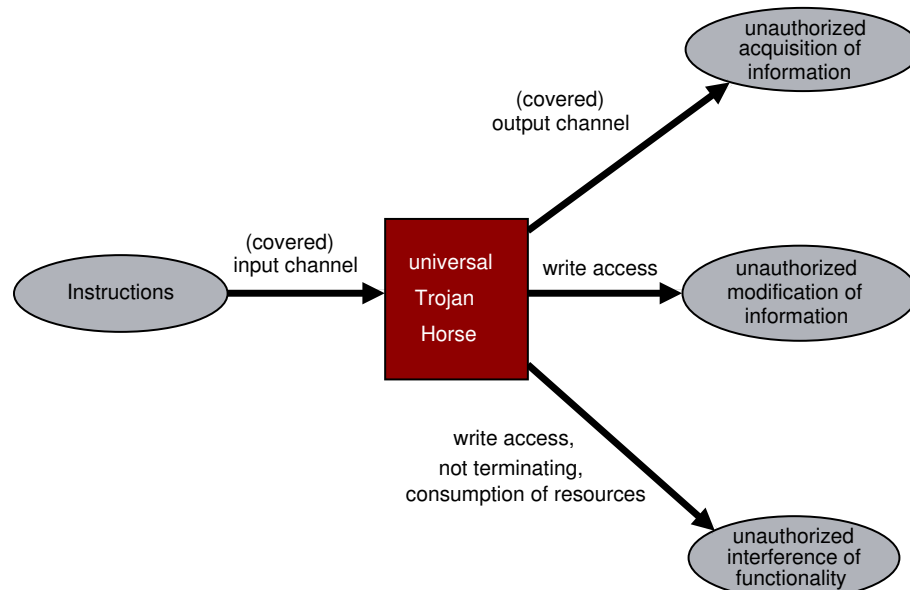 unauthorized
acquisition of
information
(covered)
output channel
(covered)
input channel
Instructions
universal
Trojan
Horse
write access
unauthorized
modification of
information
write access,
not terminating,
consumption of resources
unauthorized
interference of
functionality